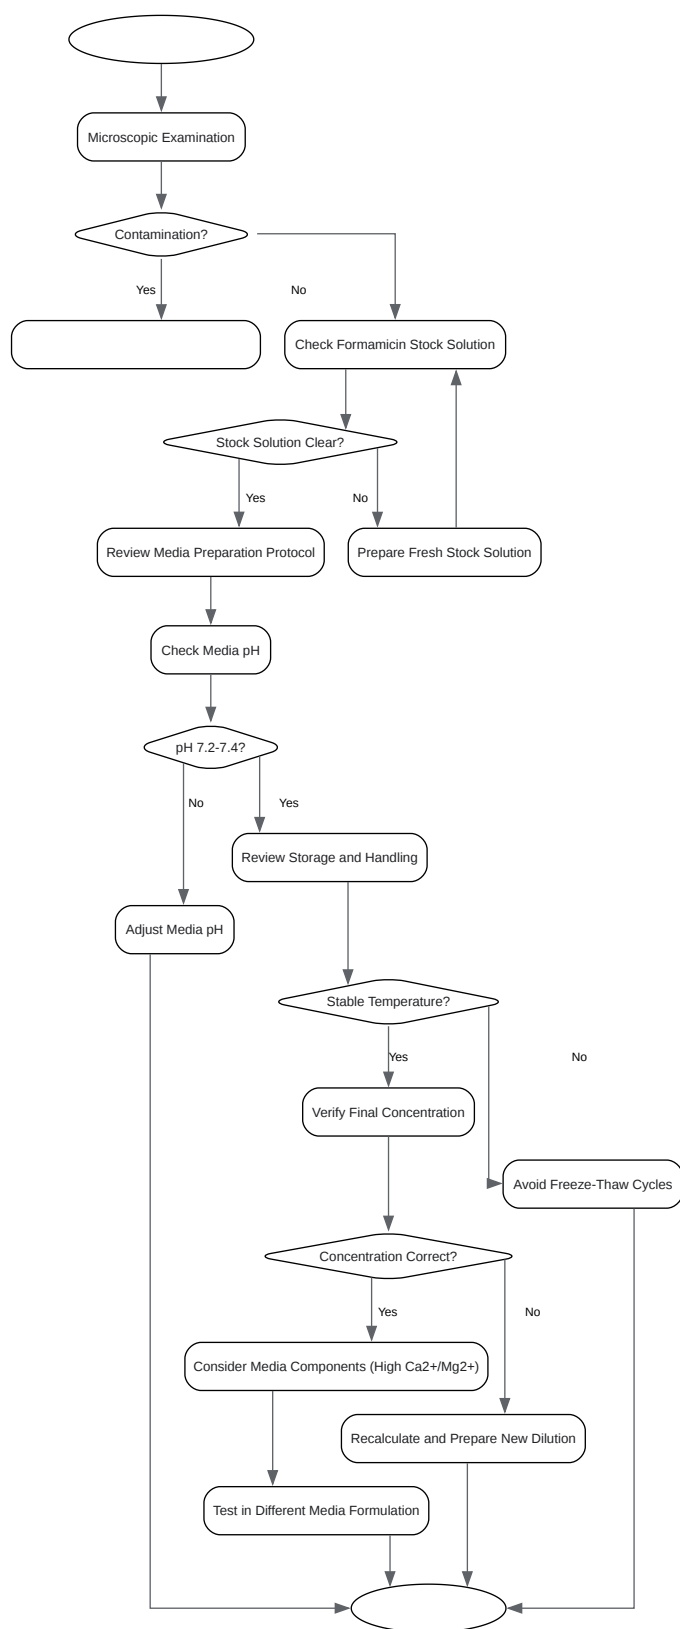 Microscopic Examination
Contamination?
Yes
No
Check Formamicin Stock Solution
Stock Solution Clear?
Yes
No
Review Media Preparation Protocol
Prepare Fresh Stock Solution
Check Media pH
pH 7.2-7.4?
No
Yes
Review Storage and Handling
Adjust Media pH
Stable Temperature?
Yes
No
Verify Final Concentration
Avoid Freeze-Thaw Cycles
Concentration Correct?
Yes
No
Consider Media Components (High Ca2+/Mg2+)
Recalculate and Prepare New Dilution
Test in Different Media Formulation